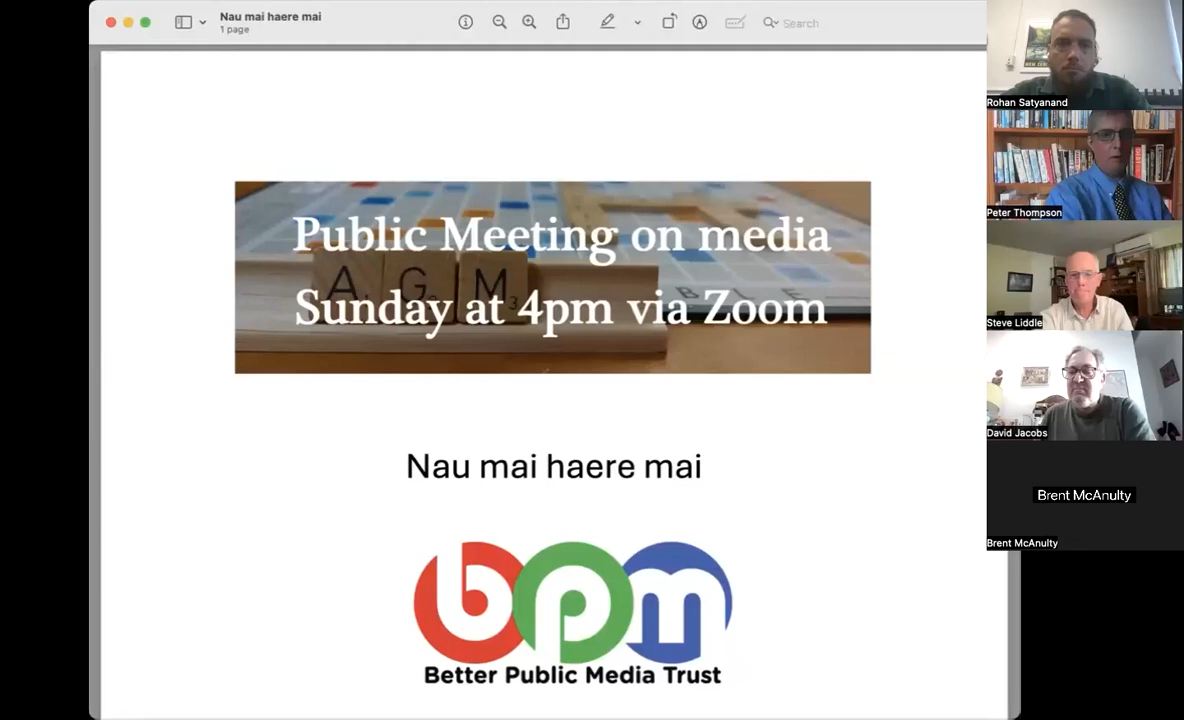 Nau mai haere mai
1 page
Search
Public Meeting on media
A G M
Sunday at 4pm via Zoom
B L E
Nau mai haere mai
bpm
Better Public Media Trust
Rohan Satyanand
Peter Thompson
Steve Liddle
David Jacobs
Brent McAnulty
Brent McAnulty